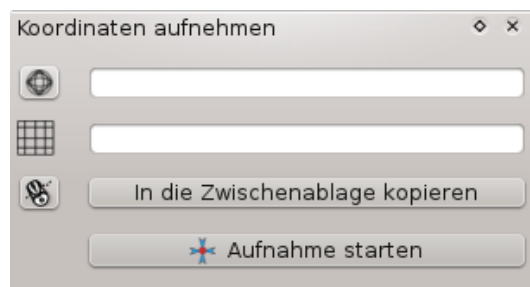 Koordinaten aufnehmen
In die Zwischenablage kopieren
Aufnahme starten